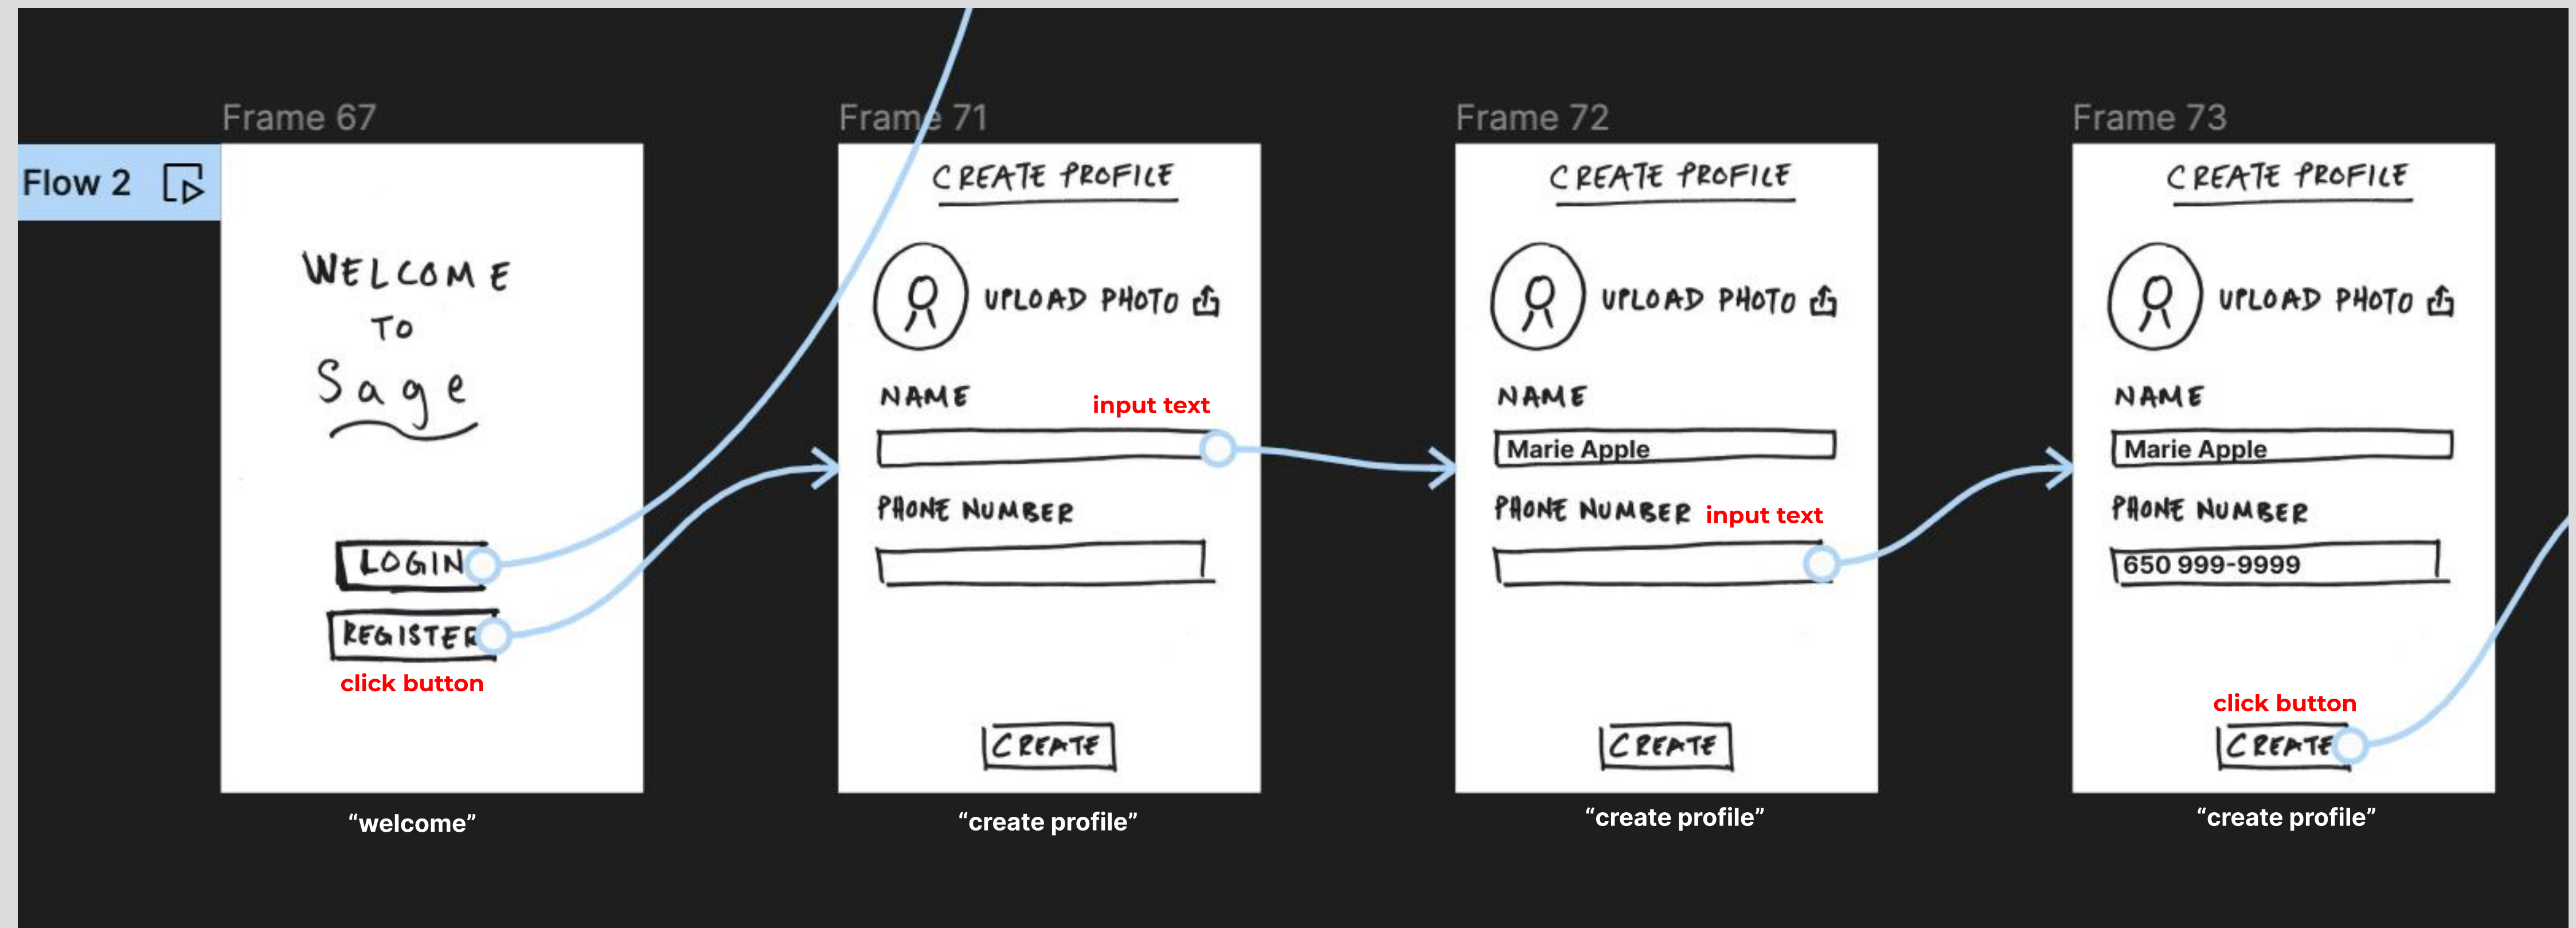 Frame 67
Flow 2
WELCOME
TO
Sage
LOGIN
REGISTER
click button
“welcome”
Frame 71
CREATE PROFILE
UPLOAD PHOTO
NAME
input text
PHONE NUMBER
CREATE
“create profile”
Frame 72
CREATE PROFILE
UPLOAD PHOTO
NAME
Marie Apple
PHONE NUMBER input text
CREATE
“create profile”
Frame 73
CREATE PROFILE
UPLOAD PHOTO
NAME
Marie Apple
PHONE NUMBER
650 999-9999
click button
CREATE
“create profile”